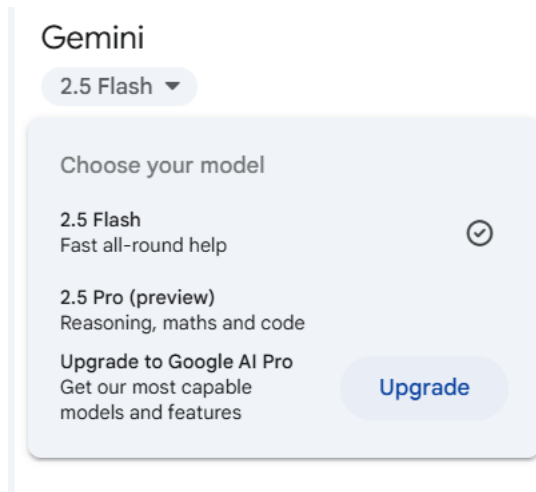 Gemini
2.5 Flash
Choose your model
2.5 Flash
Fast all-round help
2.5 Pro (preview)
Reasoning, maths and code
Upgrade to Google AI Pro
Get our most capable
models and features
Upgrade